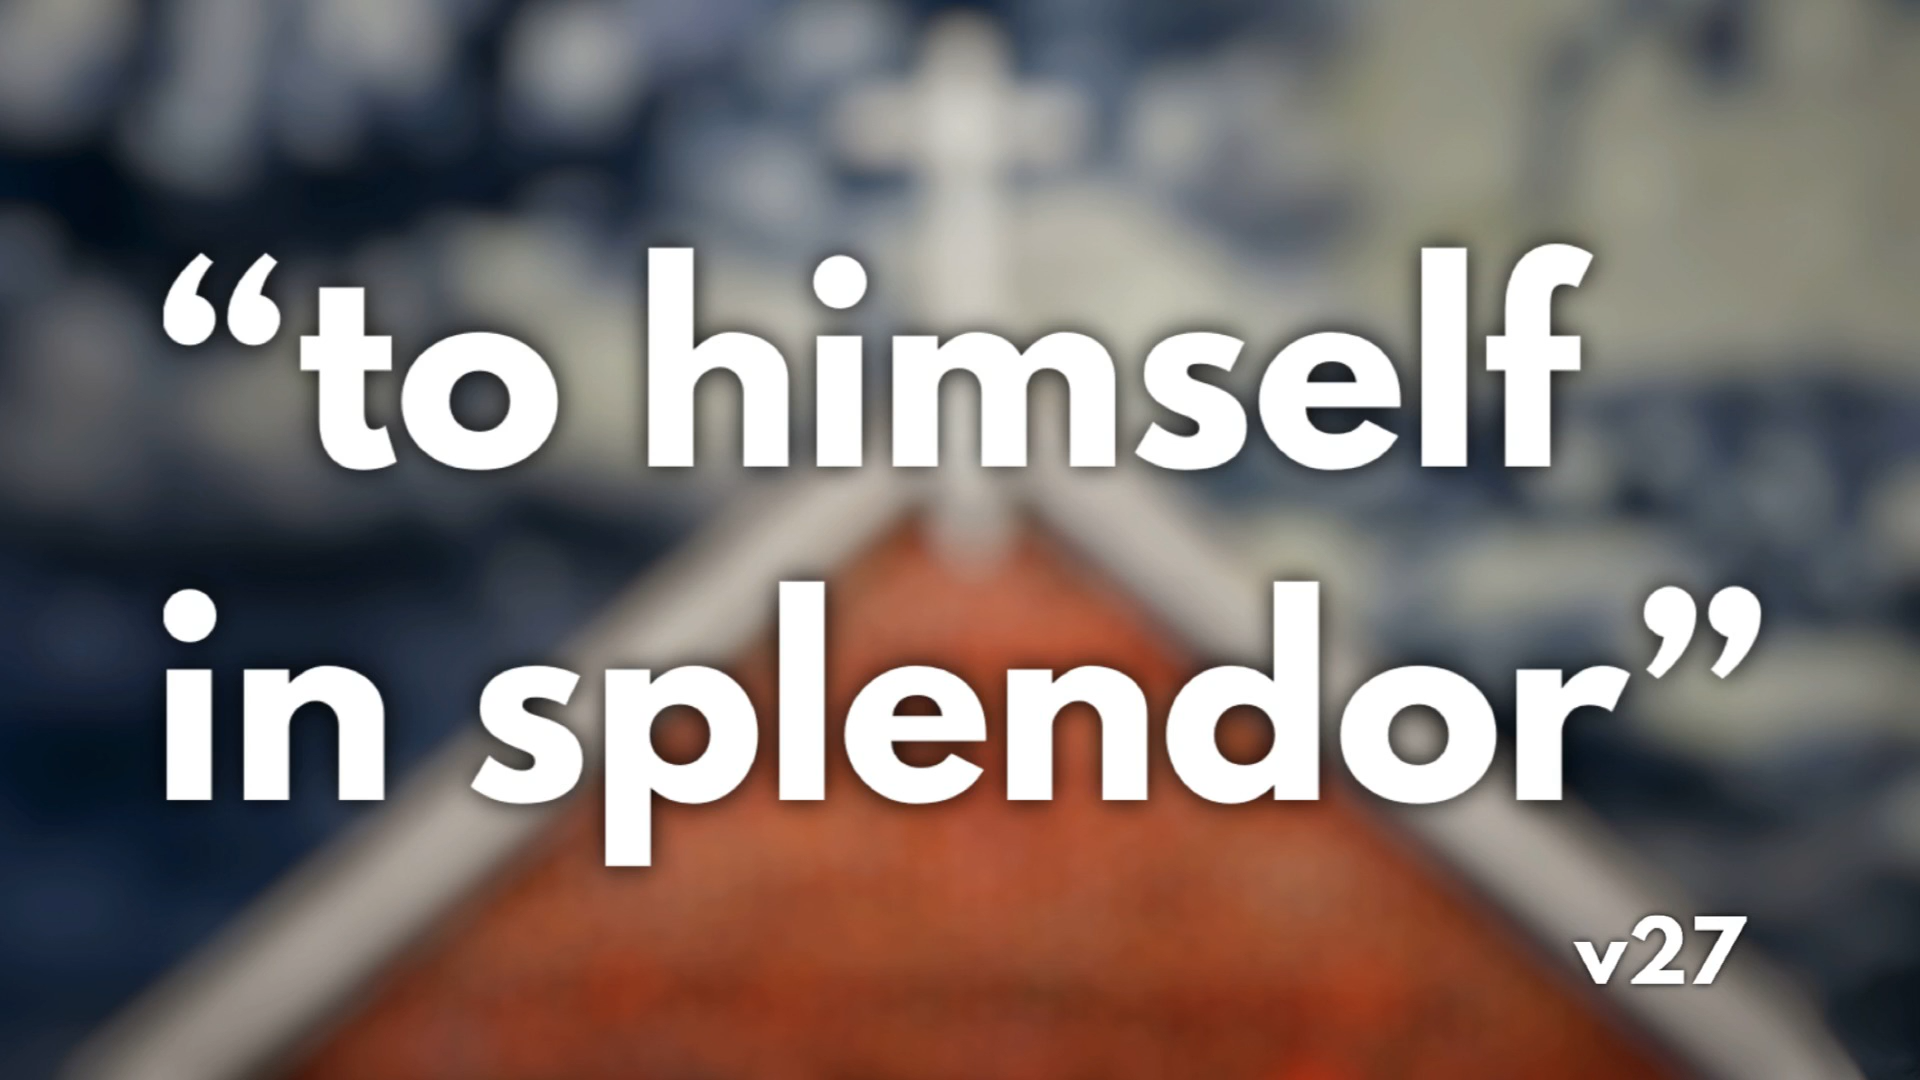 “to himself
in splendor”
v27